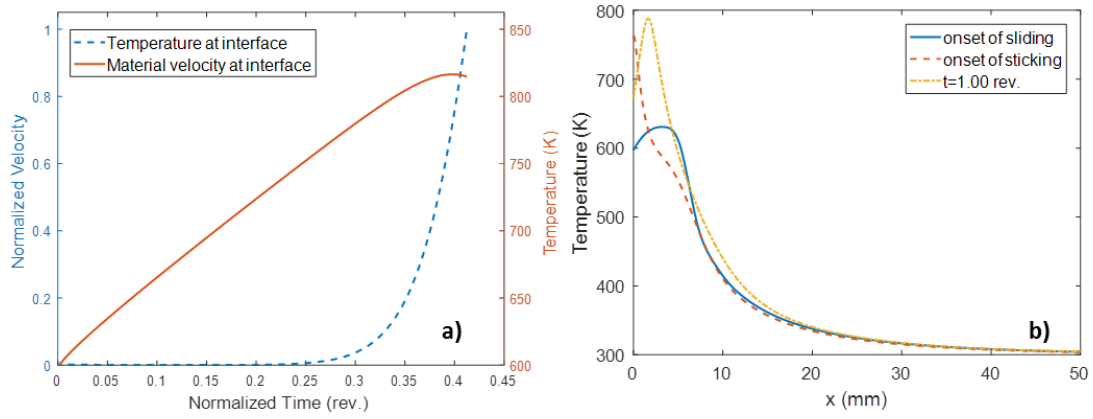 1
0.8
0.6
0.4
0.2
0
Normalized Velocity
Temperature at interface
Material velocity at interface
a)
850
800
750
700
650
600
Temperature (K)
0 0.05 0.1 0.15 0.2 0.25 0.3 0.35 0.4 0.45
Normalized Time (rev.)
800
700
600
500
400
300
Temperature (K)
onset of sliding
onset of sticking
t=1.00 rev.
b)
0 10 20 30 40 50
x (mm)